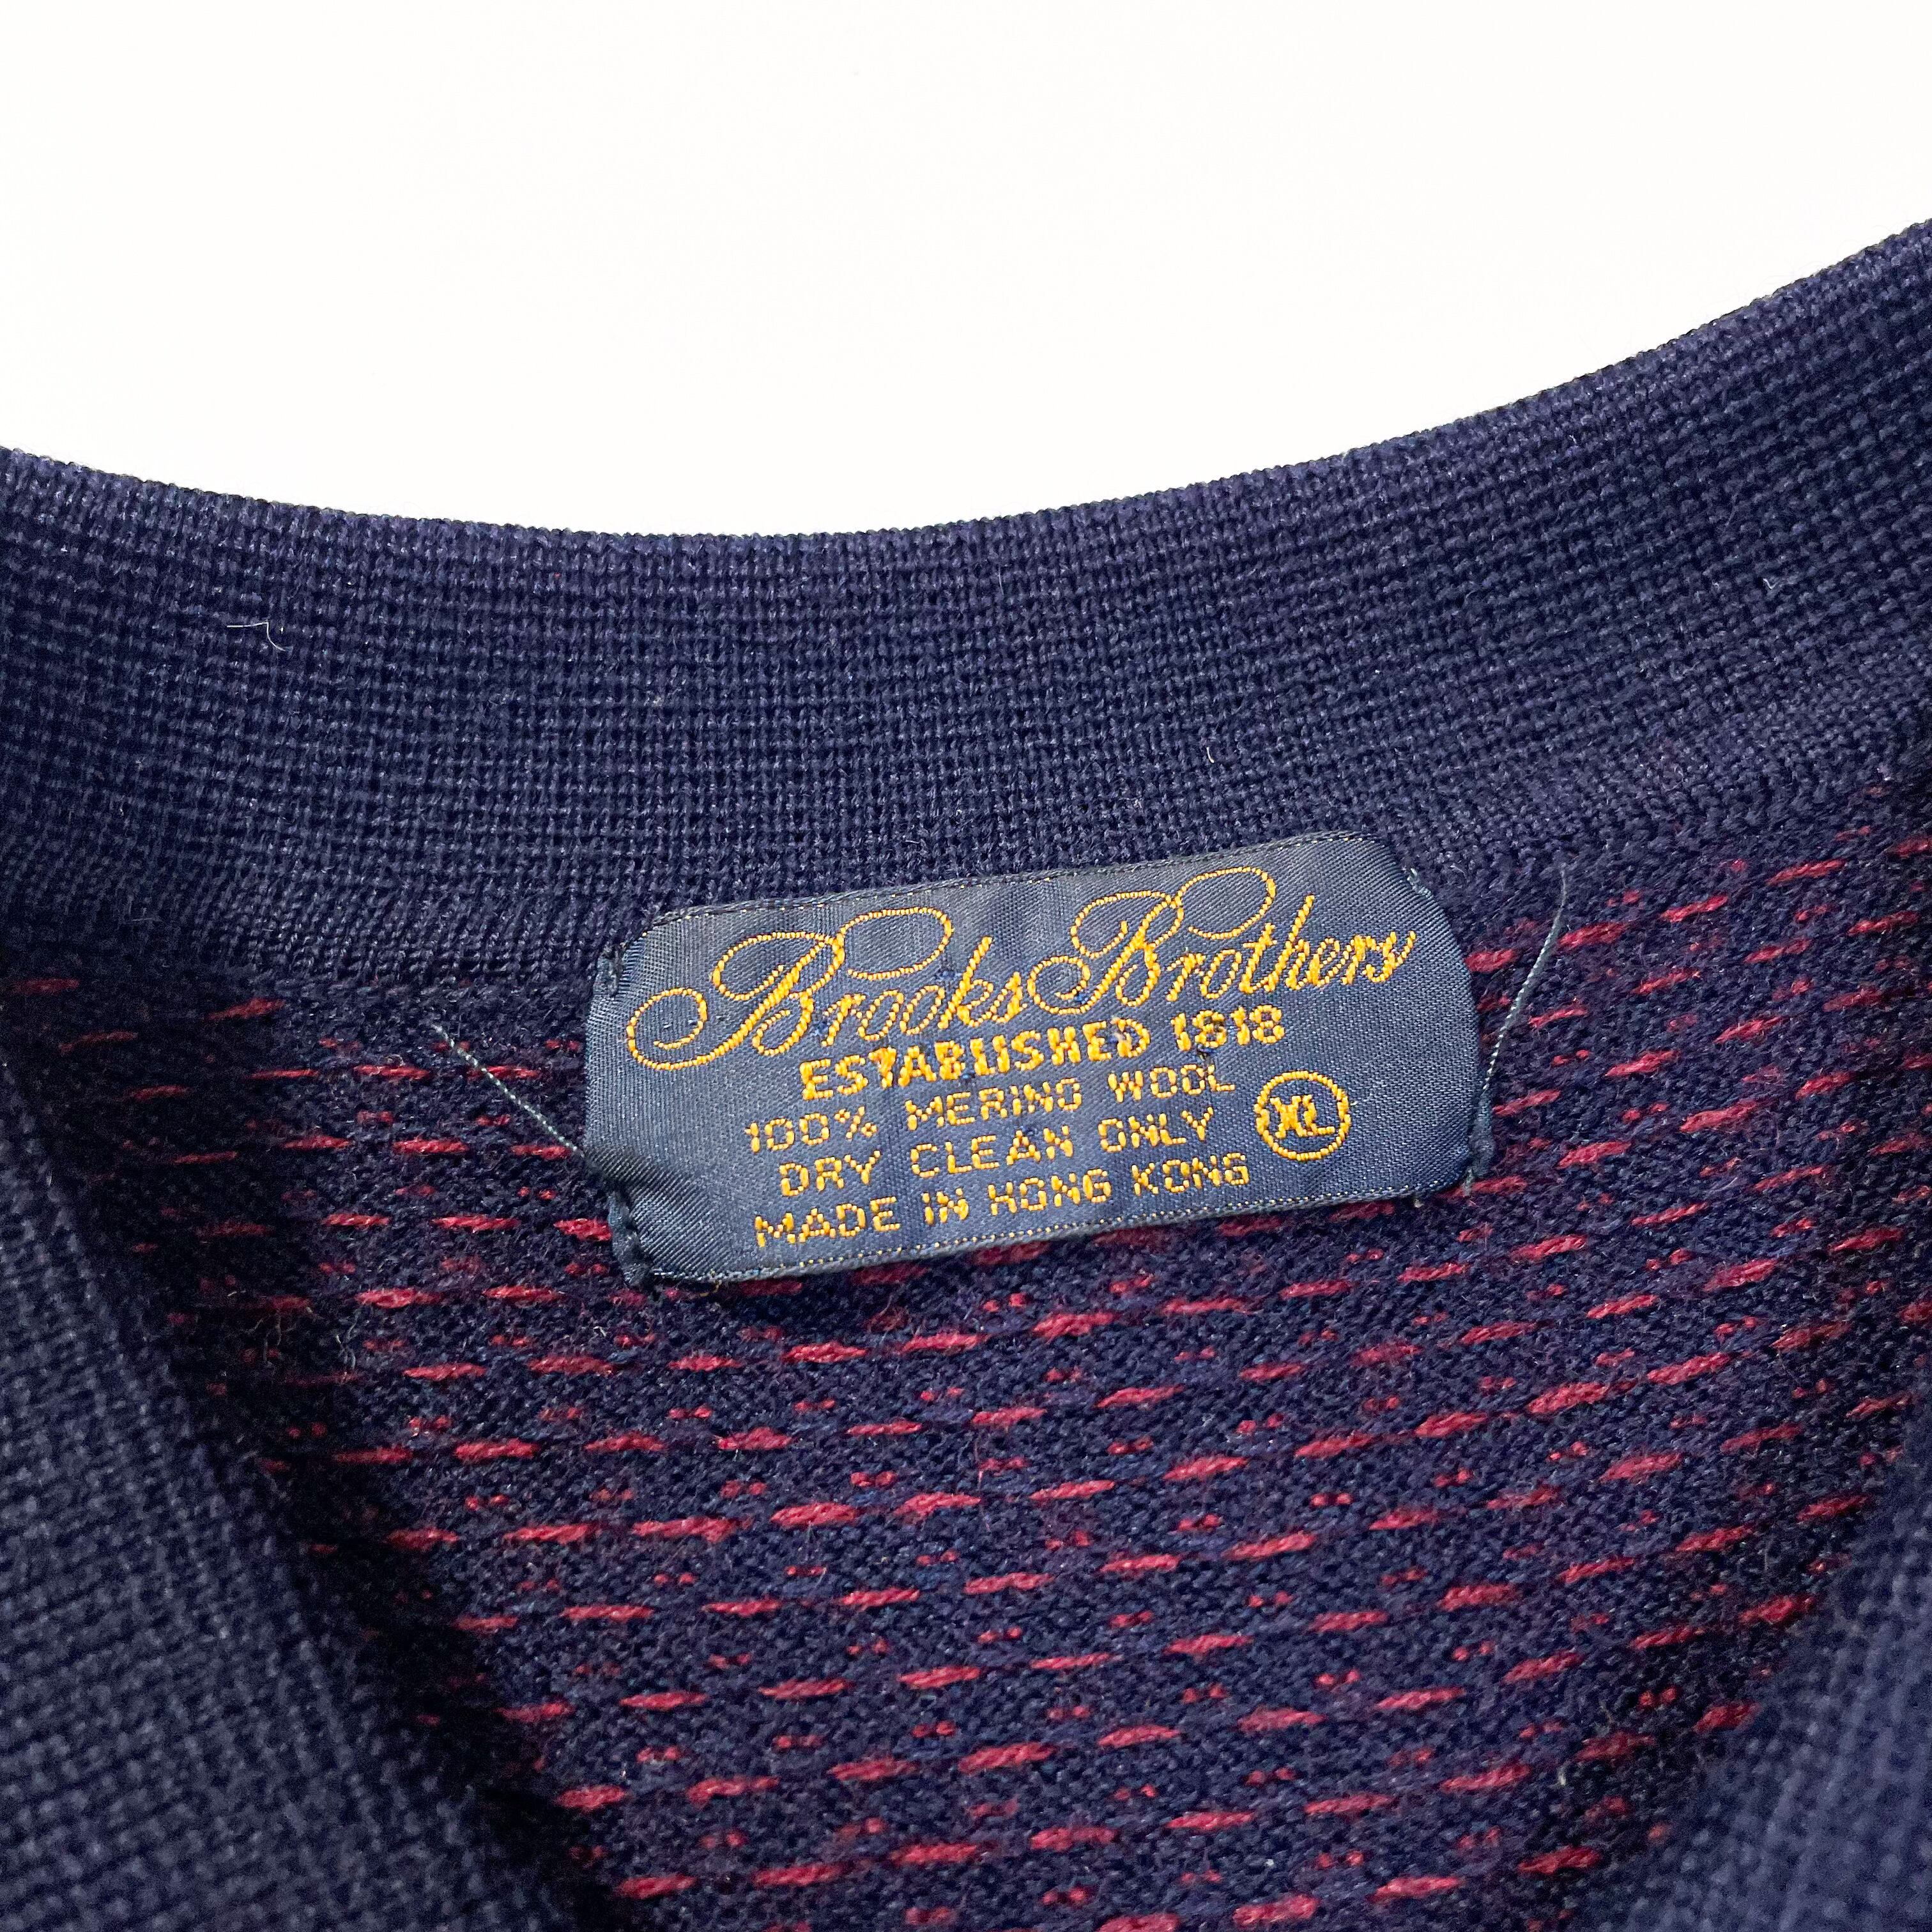 Brooks Brothers
ESTABLISHED 1818
100% MERINO WOOL
DRY CLEAN ONLY
XL
MADE IN HONG KONG